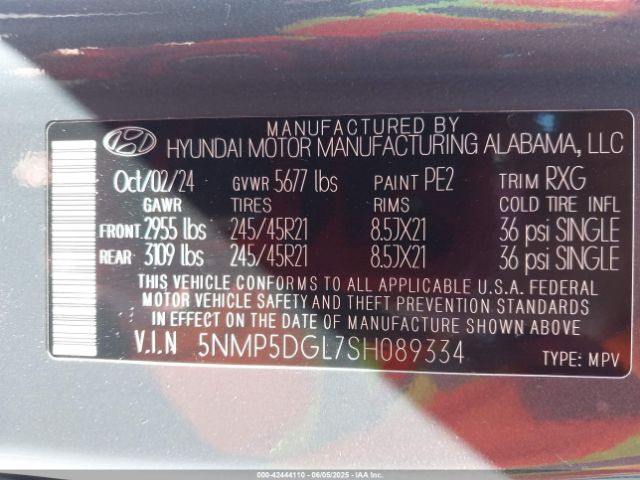 MANUFACTURED BY
HYUNDAI MOTOR MANUFACTURING ALABAMA, LLC
Oct/02/24 GVWR 5677 lbs PAINT PE2 TRIM RXG
GAWR TIRES RIMS COLD TIRE INFL
FRONT 2955 lbs 245/45R21 8.5JX21 36 psi SINGLE
REAR 3109 lbs 245/45R21 8.5JX21 36 psi SINGLE
THIS VEHICLE CONFORMS TO ALL APPLICABLE U.S.A. FEDERAL
MOTOR VEHICLE SAFETY AND THEFT PREVENTION STANDARDS
IN EFFECT ON THE DATE OF MANUFACTURE SHOWN ABOVE.
V.I.N 5NMP5DGL7SH089334 TYPE: MPV
000-42444110 - 06/05/2025 - COPYRIGHT IAA